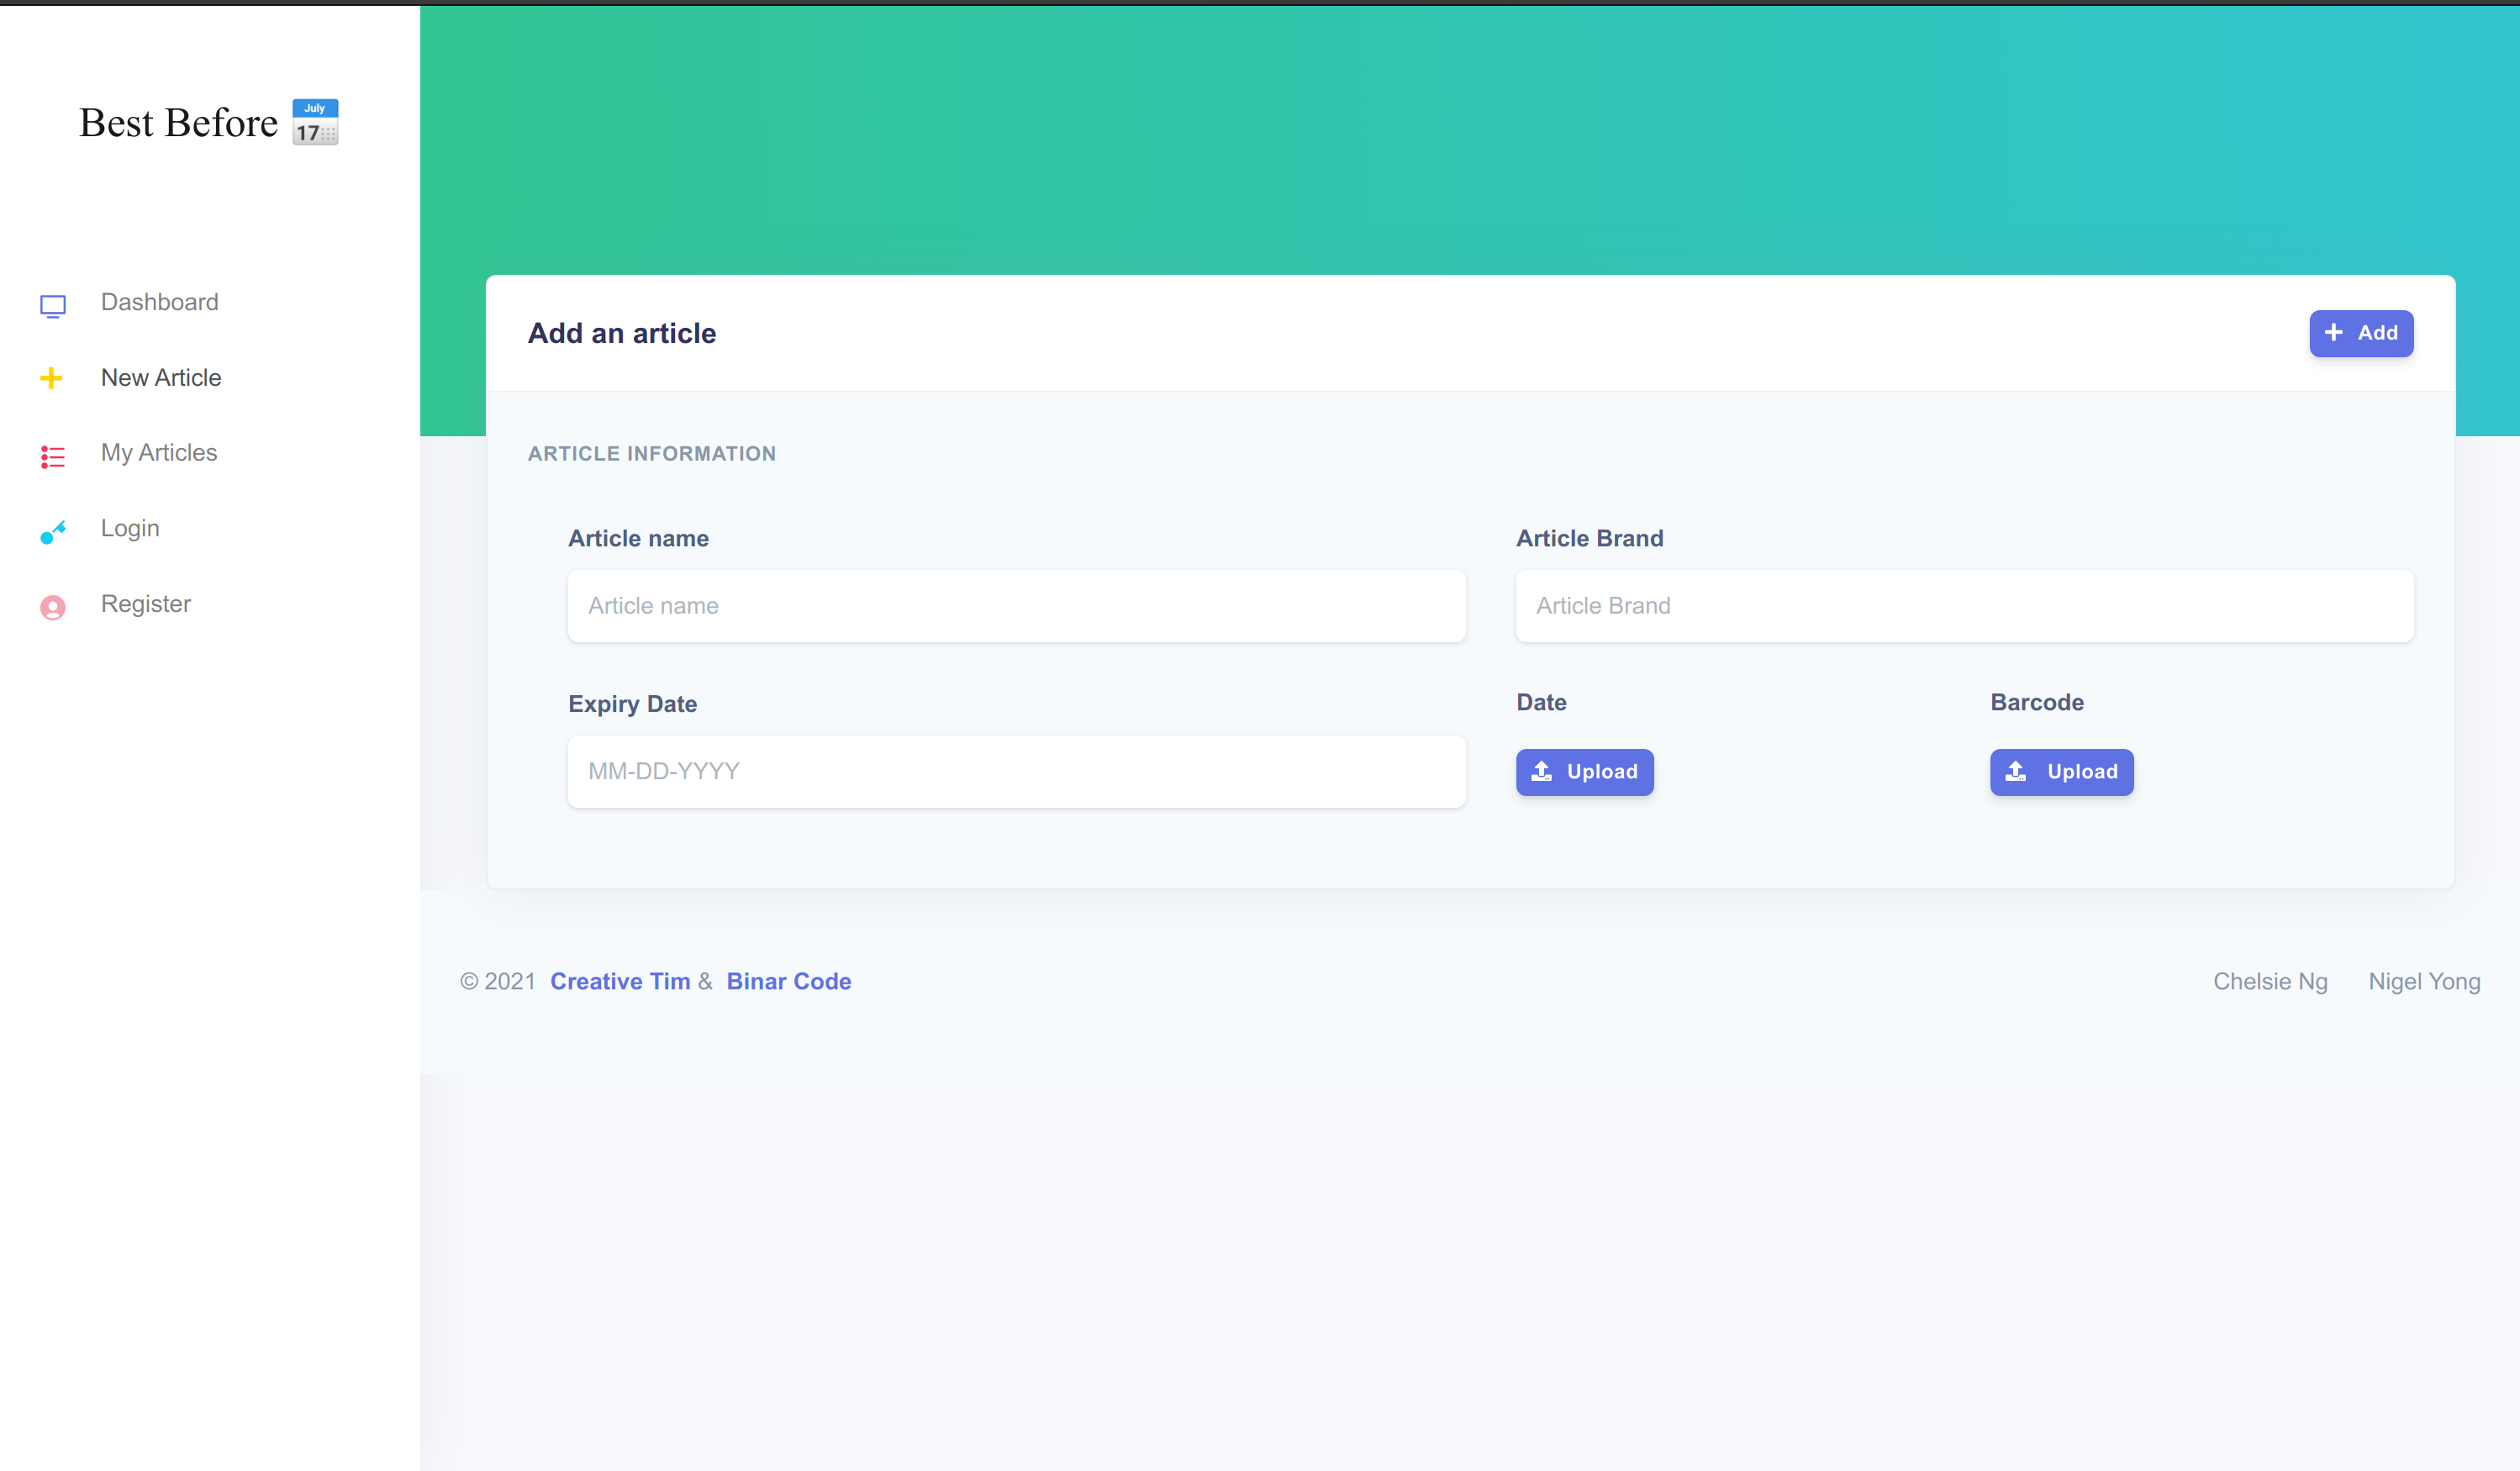 Best Before
July
17
Dashboard
New Article
My Articles
Login
Register
Add an article
Add
ARTICLE INFORMATION
Article name
Article Brand
Article name
Article Brand
Expiry Date
Date
Barcode
MM-DD-YYYY
Upload
Upload
© 2021 Creative Tim & Binar Code
Chelsie Ng
Nigel Yong